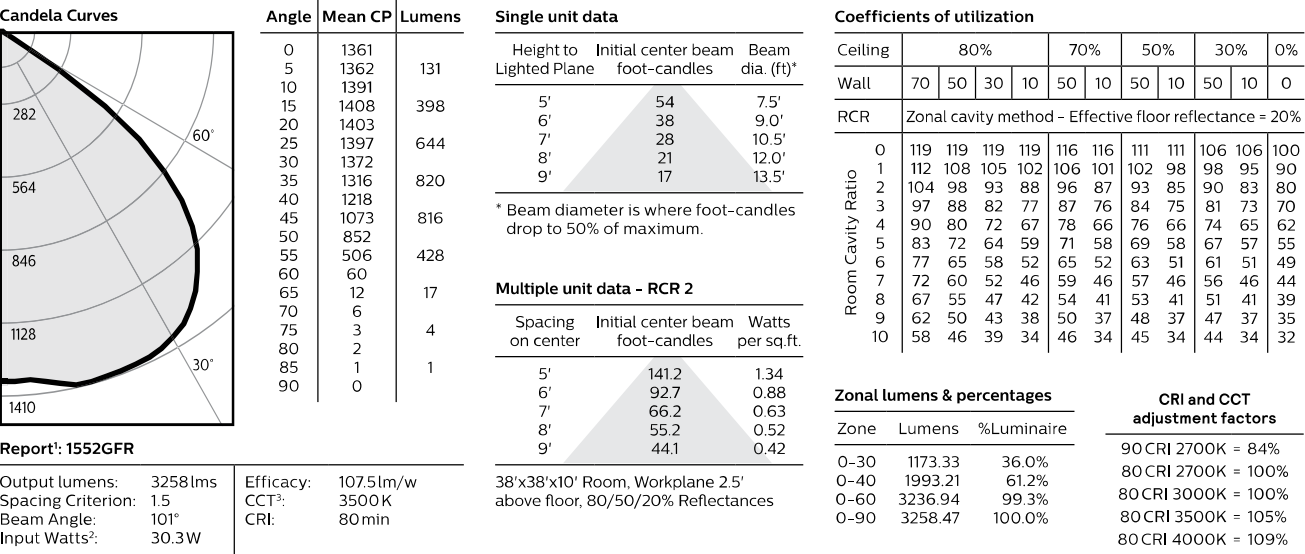 Candela Curves
282
564
846
1128
1410
60°
30°
Report¹: 1552GFR
Output lumens: 3258 lms
Spacing Criterion: 1.5
Beam Angle: 101°
Input Watts²: 30.3 W
Efficacy: 107.5 lm/w
CCT³: 3500 K
CRI: 80 min
Angle Mean CP Lumens
0 1361
5 1362 131
10 1391
15 1408 398
20 1403
25 1397 644
30 1372
35 1316 820
40 1218
45 1073 816
50 852
55 506 428
60 60
65 12 17
70 6
75 3 4
80 2
85 1 1
90 0
Single unit data
Height to Initial center beam Beam
Lighted Plane foot-candles dia. (ft)*
5' 54 7.5'
6' 38 9.0'
7' 28 10.5'
8' 21 12.0'
9' 17 13.5'
* Beam diameter is where foot-candles
drop to 50% of maximum.
Multiple unit data - RCR 2
Spacing Initial center beam Watts
on center foot-candles per sq.ft.
5' 141.2 1.34
6' 92.7 0.88
7' 66.2 0.63
8' 55.2 0.52
9' 44.1 0.42
38'x38'x10' Room, Workplane 2.5'
above floor, 80/50/20% Reflectances
Coefficients of utilization
Ceiling 80% 70% 50% 30% 0%
Wall 70 50 30 10 50 10 50 10 50 10 0
RCR Zonal cavity method – Effective floor reflectance = 20%
Room Cavity Ratio
0 119 119 119 119 116 116 111 111 106 106 100
1 112 108 105 102 106 101 102 98 98 95 90
2 104 98 93 88 96 87 93 85 90 83 80
3 97 88 82 77 87 76 84 75 81 73 70
4 90 80 72 67 78 66 76 66 74 65 62
5 83 72 64 59 71 58 69 58 67 57 55
6 77 65 58 52 65 52 63 51 61 51 49
7 72 60 52 46 59 46 57 46 56 46 44
8 67 55 47 42 54 41 53 41 51 41 39
9 62 50 43 38 50 37 48 37 47 37 35
10 58 46 39 34 46 34 45 34 44 34 32
Zonal lumens & percentages
Zone Lumens %Luminaire
0-30 1173.33 36.0%
0-40 1993.21 61.2%
0-60 3236.94 99.3%
0-90 3258.47 100.0%
CRI and CCT
adjustment factors
90 CRI 2700K = 84%
80 CRI 2700K = 100%
80 CRI 3000K = 100%
80 CRI 3500K = 105%
80 CRI 4000K = 109%